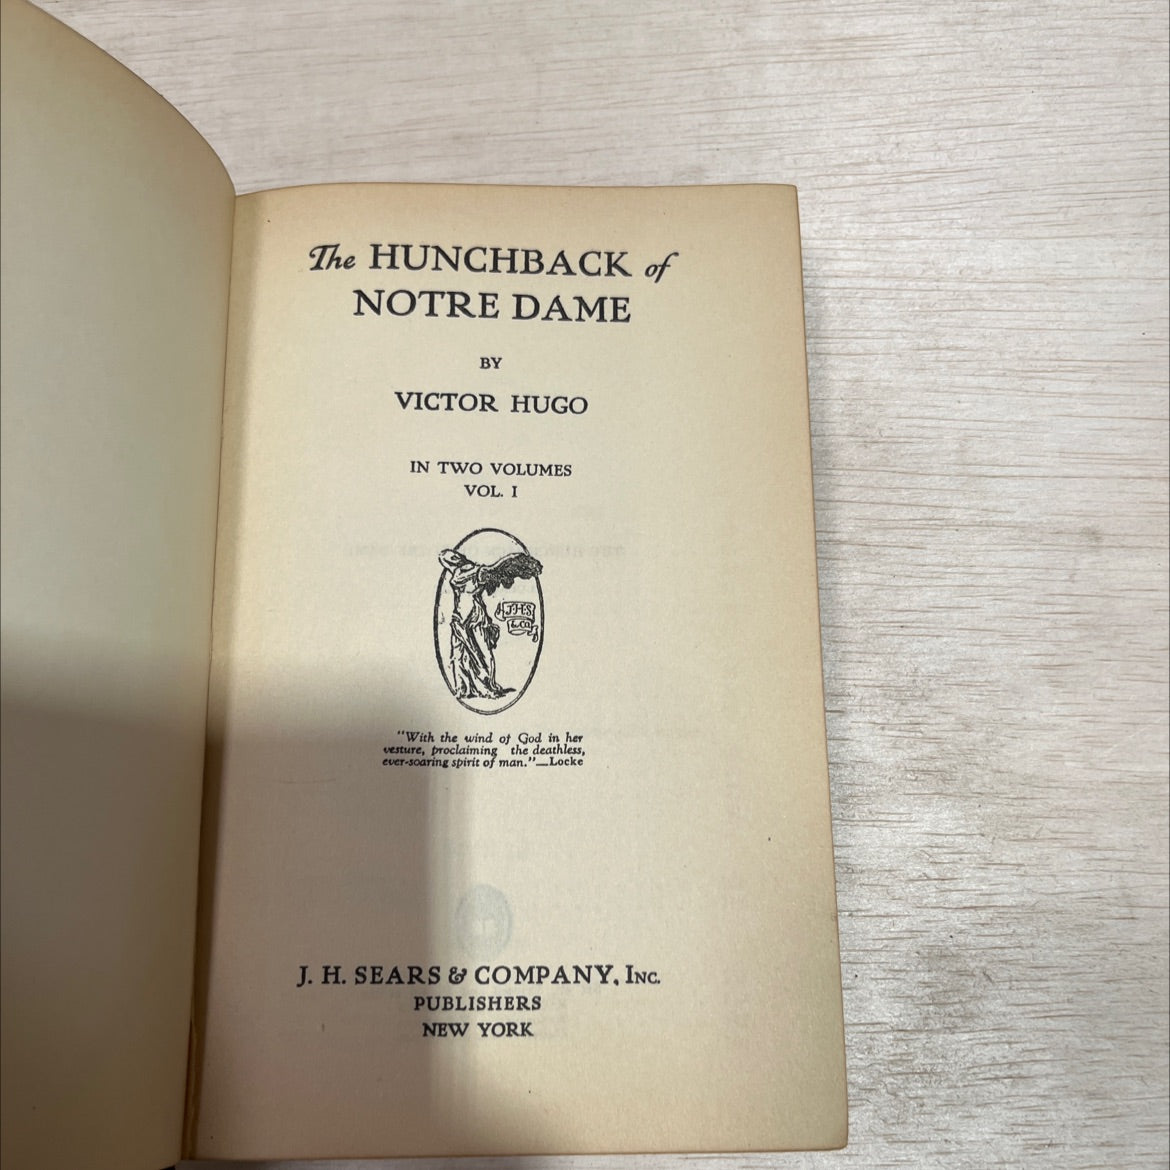 The HUNCHBACK of
NOTRE DAME
BY
VICTOR HUGO
IN TWO VOLUMES
VOL. I
J.H.S
& CO.
"With the wind of God in her
vesture, proclaiming the deathless,
ever-soaring spirit of man."—Locke
J. H. SEARS & COMPANY, INC.
PUBLISHERS
NEW YORK